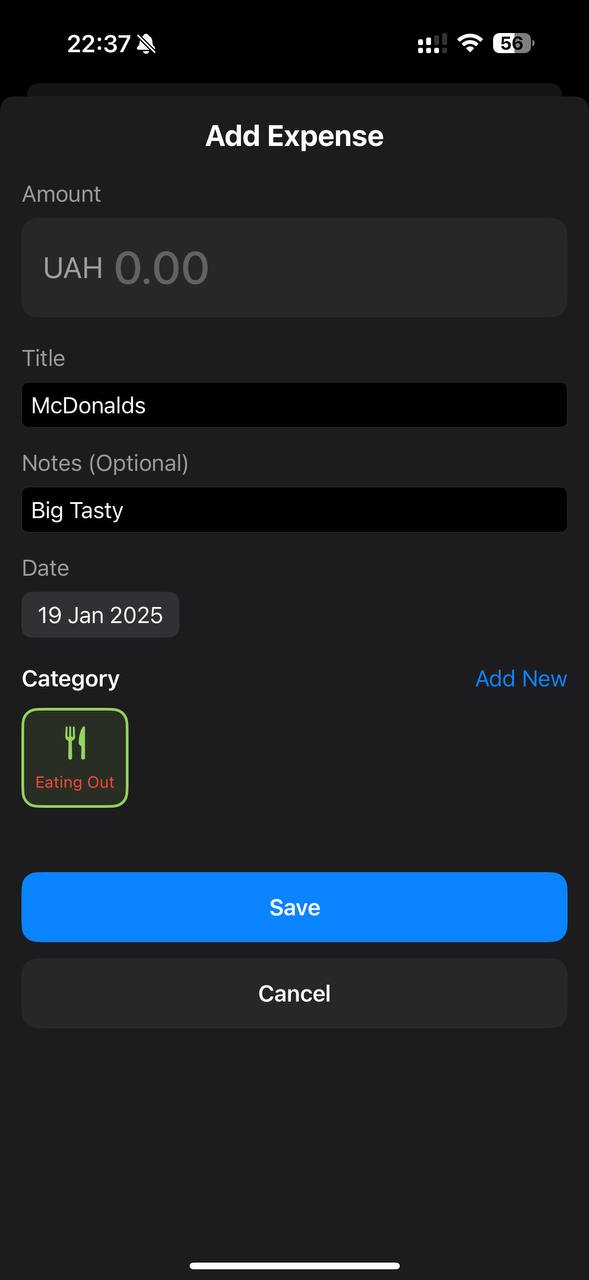 22:37
56
Add Expense
Amount
UAH 0.00
Title
McDonalds
Notes (Optional)
Big Tasty
Date
19 Jan 2025
Category
Add New
Eating Out
Save
Cancel